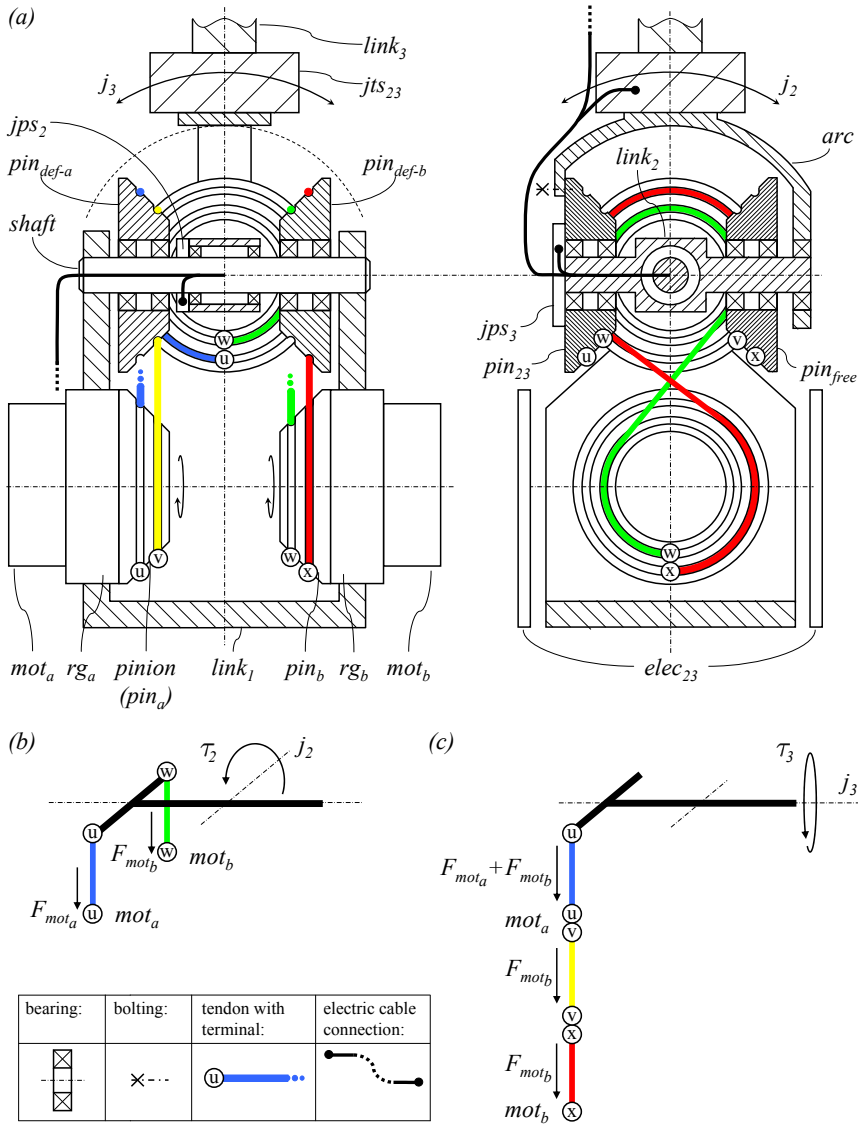 (a)
link3
jts23
j3
j2
jps2
pindef-a
pindef-b
shaft
link2
arc
jps3
pin23
pinfree
w
u
w
u
v
x
u
v
w
x
w
x
mota
rga
pinion
(pina)
link1
pinb
rgb
motb
elec23
(b)
τ2
j2
w
u
Fmotb
w
motb
Fmota
u
mota
(c)
τ3
j3
u
Fmota+Fmotb
mota
u
v
Fmotb
v
x
Fmotb
motb
x
bearing:
bolting:
tendon with
terminal:
electric cable
connection:
u